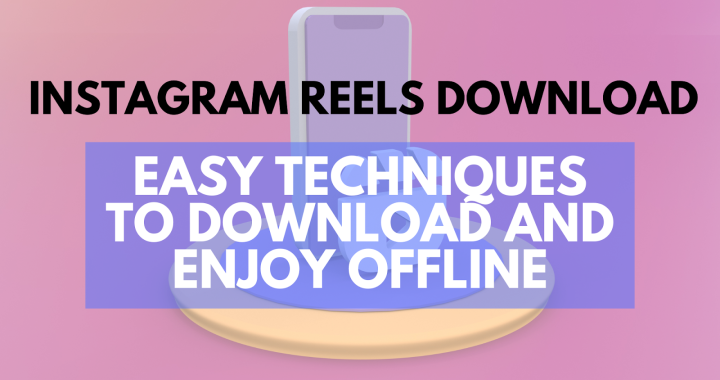 INSTAGRAM REELS DOWNLOAD
EASY TECHNIQUES
TO DOWNLOAD AND
ENJOY OFFLINE